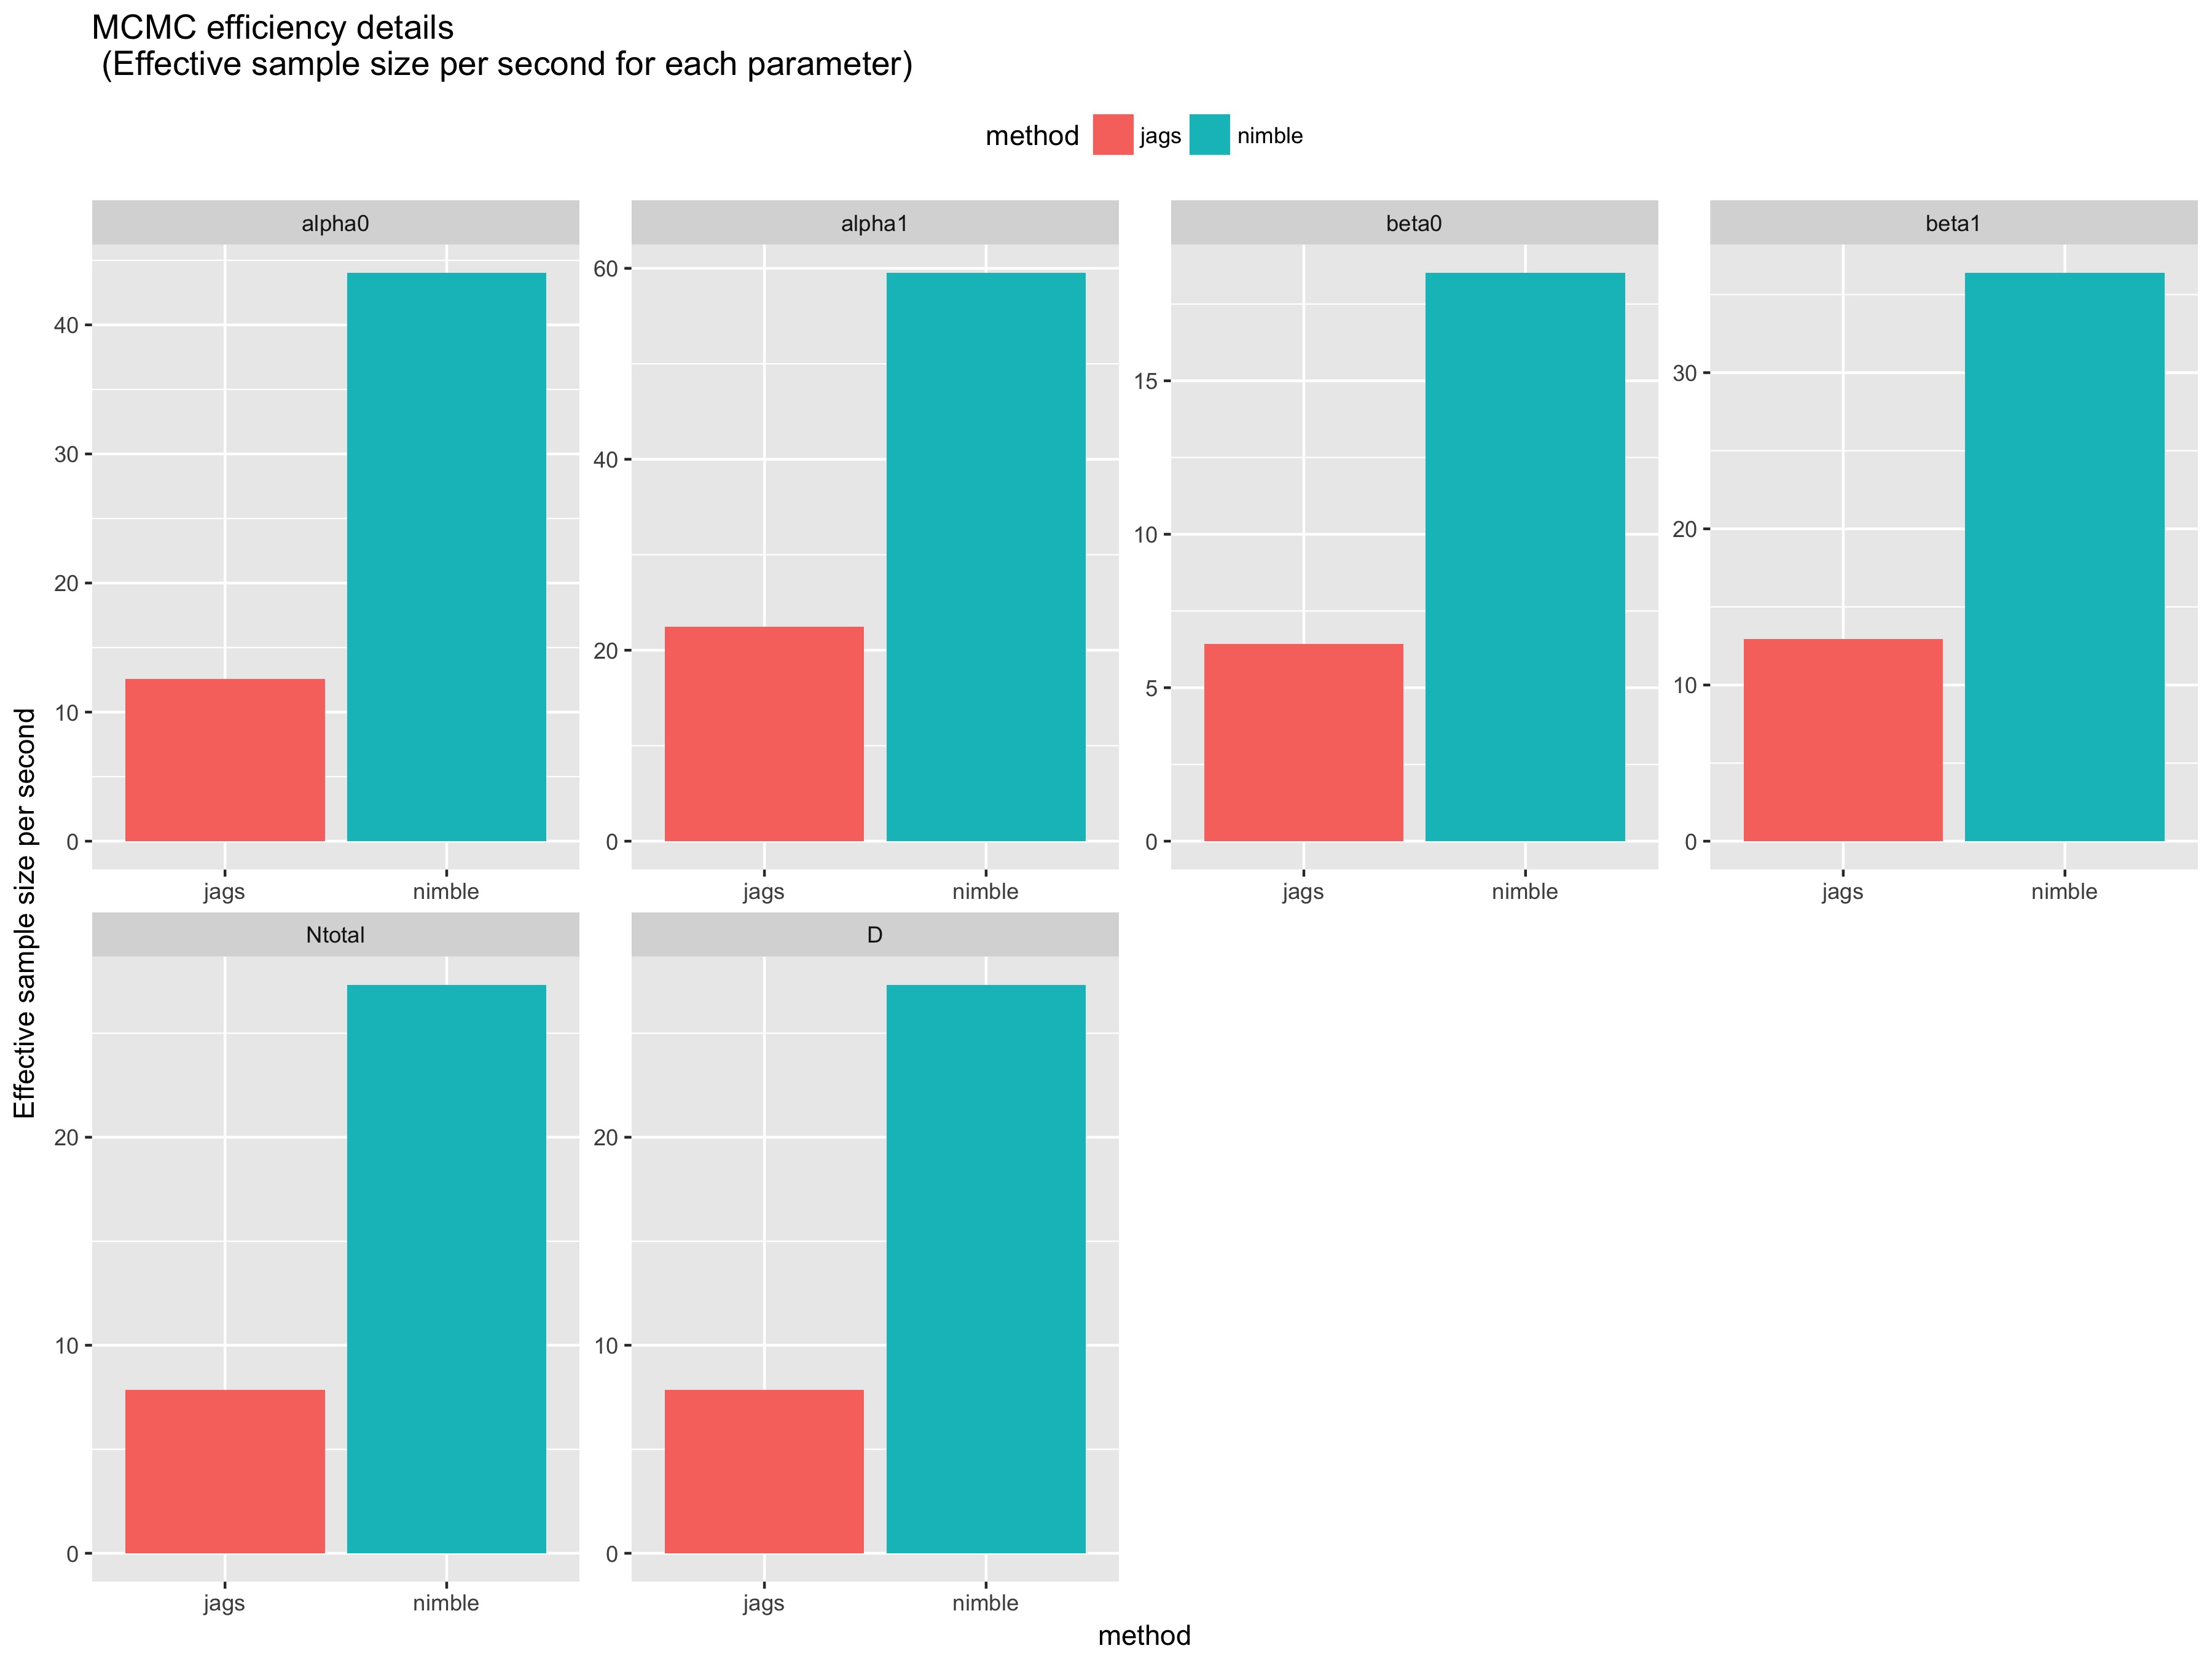 MCMC efficiency details
(Effective sample size per second for each parameter)
method jags nimble
alpha0 alpha1 beta0 beta1
40
30
20
10
0
60
40
20
0
15
10
5
0
30
20
10
0
jags nimble jags nimble jags nimble jags nimble
Ntotal D
20
10
0
20
10
0
jags nimble jags nimble
Effective sample size per second
method